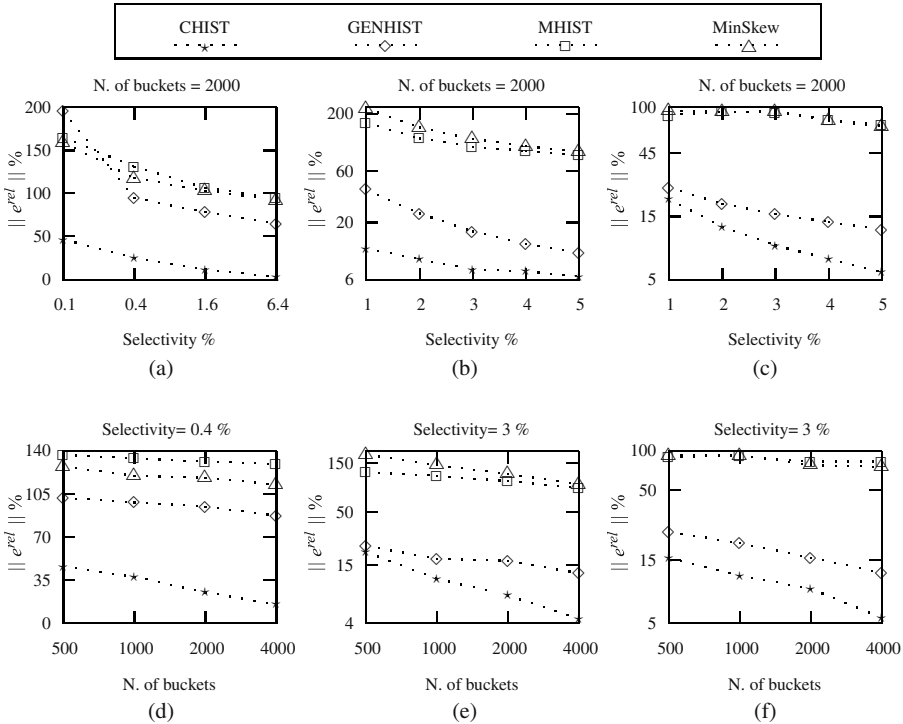 CHIST GENHIST MHIST MinSkew
N. of buckets = 2000 N. of buckets = 2000 N. of buckets = 2000
|| e^rel || %
200
150
100
50
0
0.1 0.4 1.6 6.4
Selectivity %
(a)
|| e^rel || %
200
60
20
6
1 2 3 4 5
Selectivity %
(b)
|| e^rel || %
100
45
15
5
1 2 3 4 5
Selectivity %
(c)
Selectivity= 0.4 % Selectivity= 3 % Selectivity= 3 %
|| e^rel || %
140
105
70
35
0
500 1000 2000 4000
N. of buckets
(d)
|| e^rel || %
150
50
15
4
500 1000 2000 4000
N. of buckets
(e)
|| e^rel || %
100
50
15
5
500 1000 2000 4000
N. of buckets
(f)